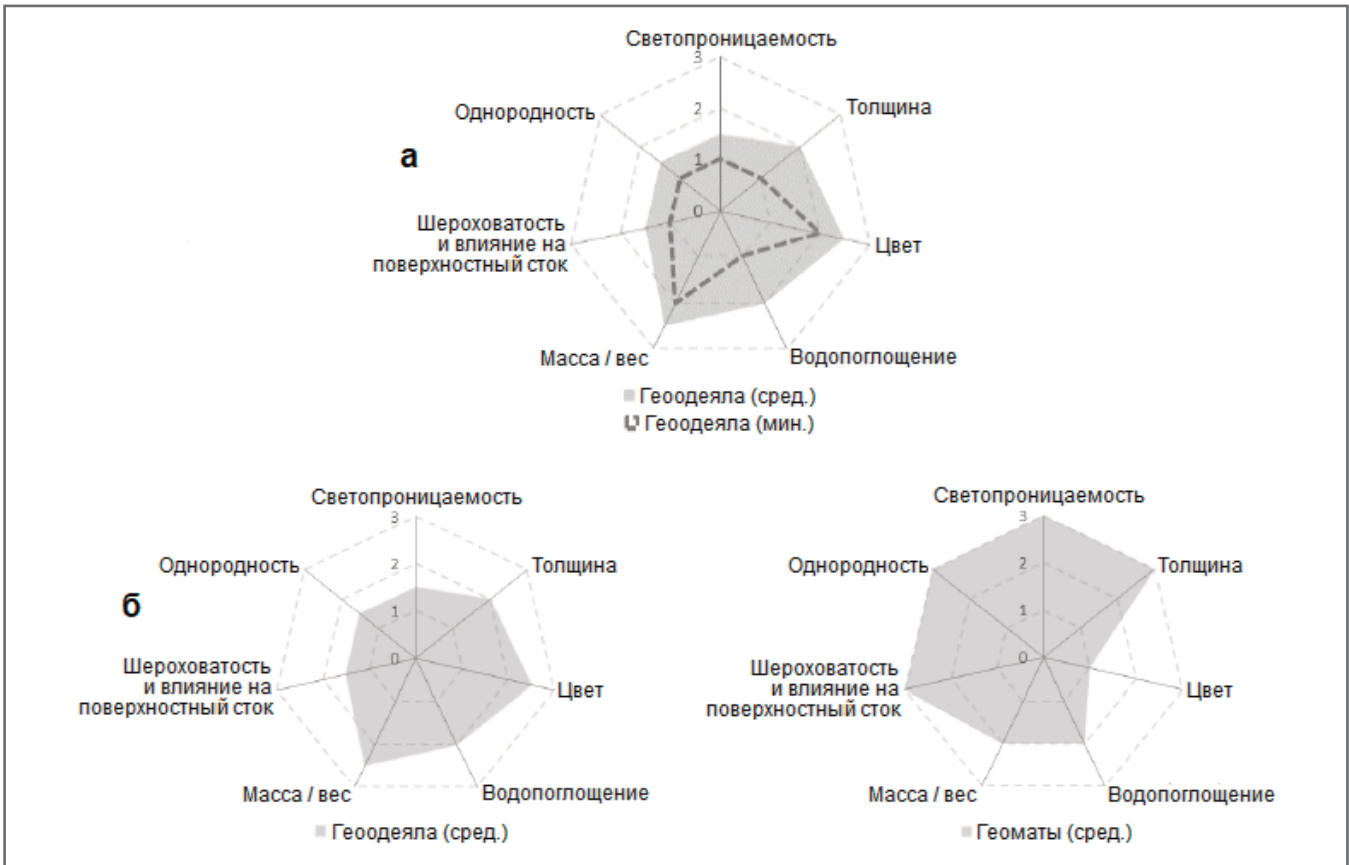 Светопроницаемость
3
Однородность
Толщина
2
а
1
Шероховатость
и влияние на
поверхностный сток
0
Цвет
Масса / вес
Водопоглощение
Геоодеяла (сред.)
Геоодеяла (мин.)
б
Светопроницаемость
3
Однородность
Толщина
2
1
Шероховатость
и влияние на
поверхностный сток
0
Цвет
Масса / вес
Водопоглощение
Геоодеяла (сред.)
Светопроницаемость
3
Однородность
Толщина
2
1
Шероховатость
и влияние на
поверхностный сток
0
Цвет
Масса / вес
Водопоглощение
Геоматы (сред.)